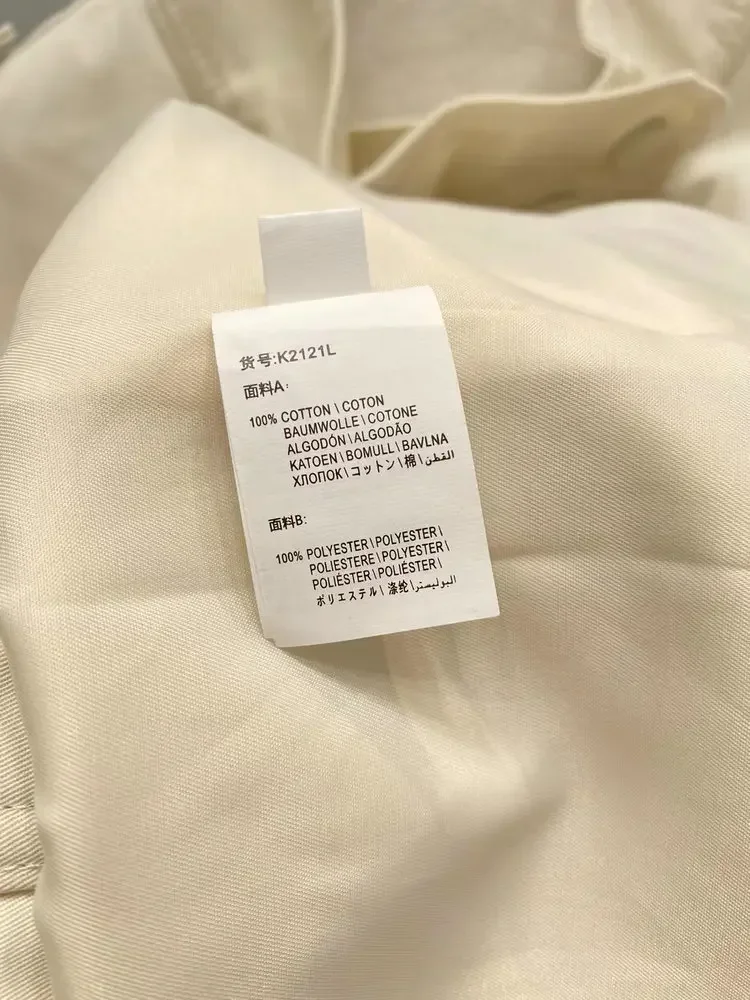 货号:K2121L
面料A:
100% COTTON \ COTON
BAUMWOLLE \ COTONE
ALGODÓN \ ALGODÃO
KATOEN \ BOMULL \ BAVLNA
ХЛОПОК \ コットン \ 棉 \ القطن
面料B:
100% POLYESTER \ POLYESTER \
POLIESTERE \ POLYESTER \
POLIÉSTER \ POLIÉSTER \
ポリエステル \ 涤纶 \ البوليستر